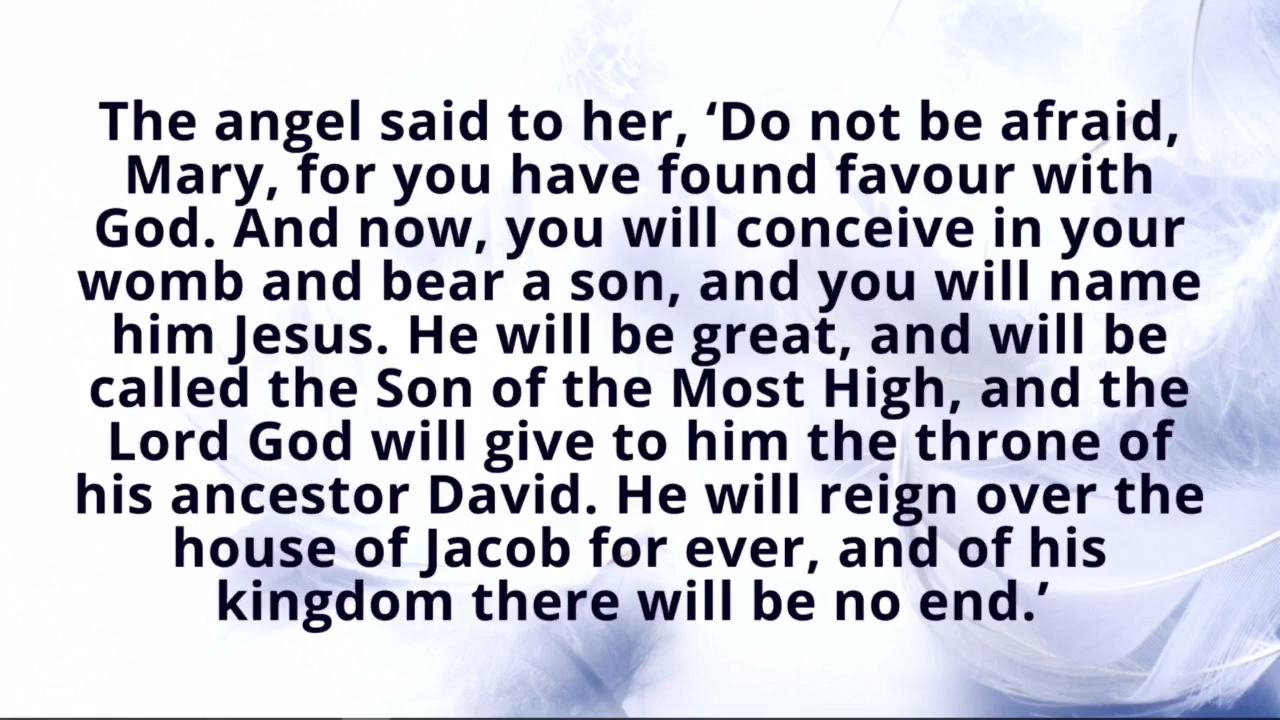 The angel said to her, ‘Do not be afraid,
Mary, for you have found favour with
God. And now, you will conceive in your
womb and bear a son, and you will name
him Jesus. He will be great, and will be
called the Son of the Most High, and the
Lord God will give to him the throne of
his ancestor David. He will reign over the
house of Jacob for ever, and of his
kingdom there will be no end.’